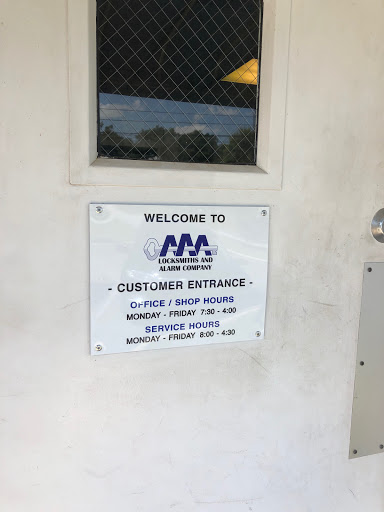 WELCOME TO
AAA
LOCKSMITHS AND
ALARM COMPANY
- CUSTOMER ENTRANCE -
OFFICE / SHOP HOURS
MONDAY - FRIDAY 7:30 - 4:00
SERVICE HOURS
MONDAY - FRIDAY 8:00 - 4:30